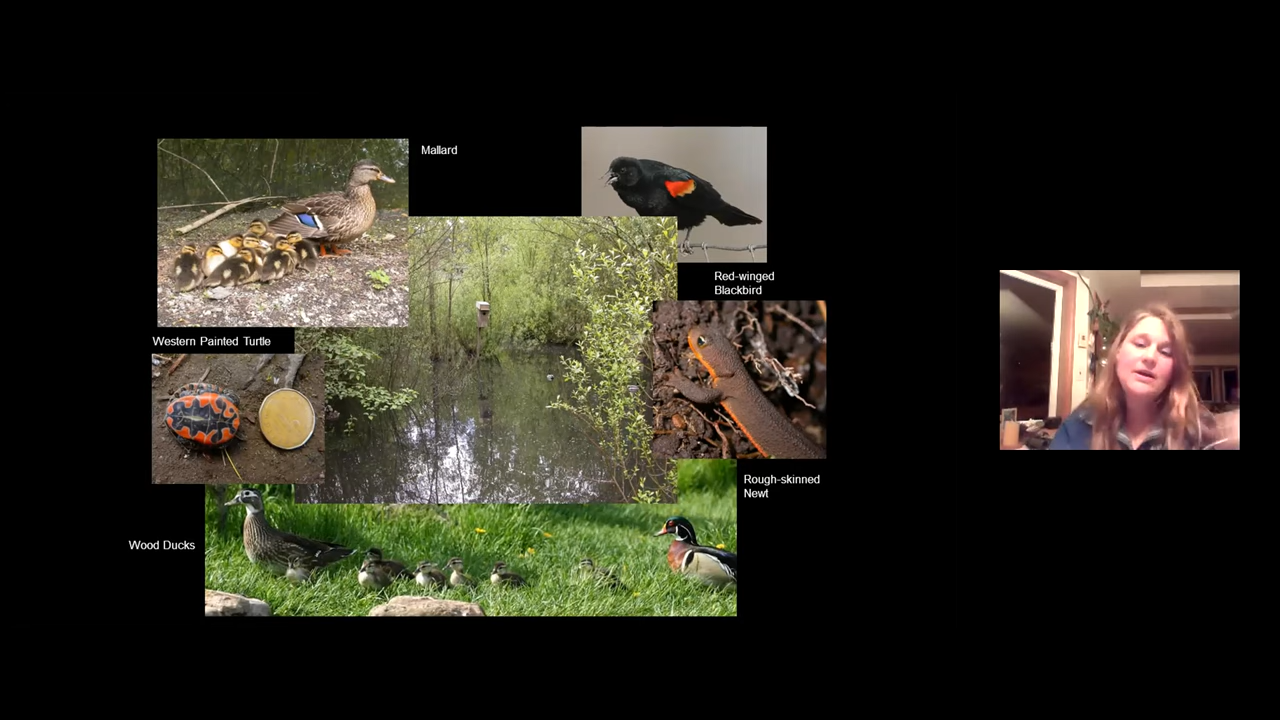 Mallard
Red-winged
Blackbird
Western Painted Turtle
Rough-skinned
Newt
Wood Ducks